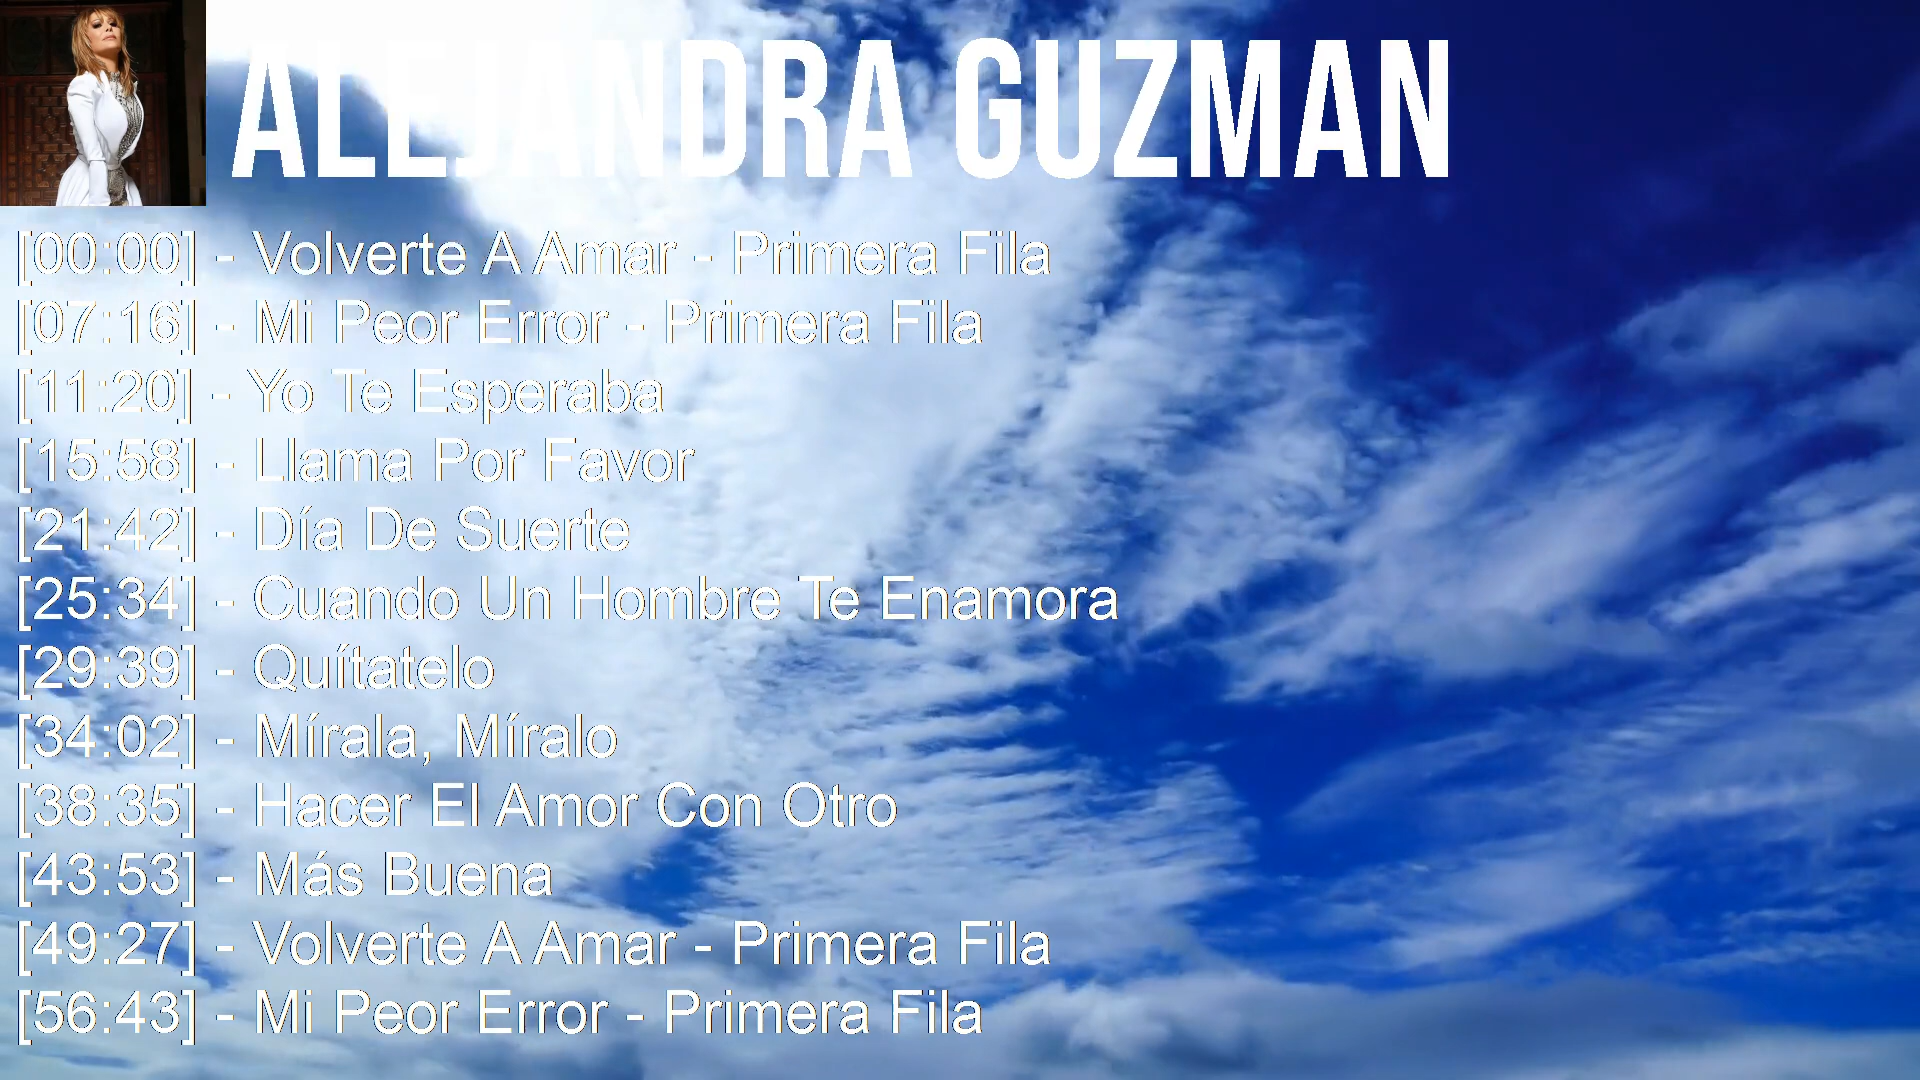 ALEJANDRA GUZMAN
[00:00] - Volverte A Amar - Primera Fila
[07:16] - Mi Peor Error - Primera Fila
[11:20] - Yo Te Esperaba
[15:58] - Llama Por Favor
[21:42] - Día De Suerte
[25:34] - Cuando Un Hombre Te Enamora
[29:39] - Quítatelo
[34:02] - Mírala, Míralo
[38:35] - Hacer El Amor Con Otro
[43:53] - Más Buena
[49:27] - Volverte A Amar - Primera Fila
[56:43] - Mi Peor Error - Primera Fila